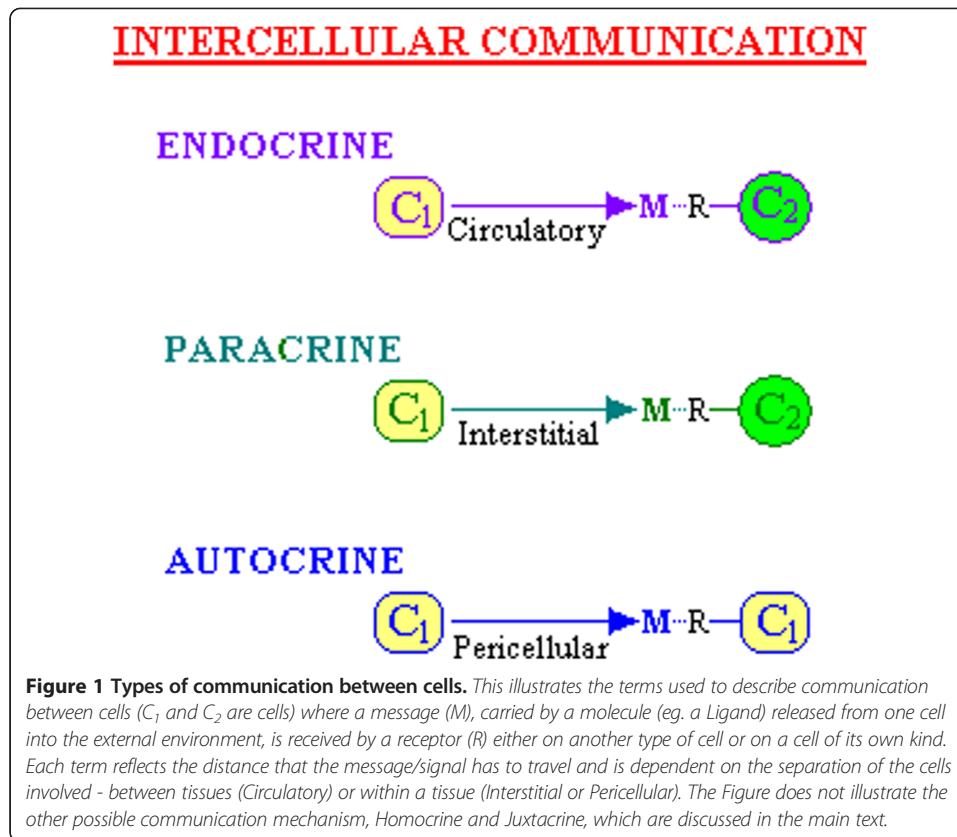 INTERCELLULAR COMMUNICATION
ENDOCRINE
C₁ Circulatory M···R C₂
PARACRINE
C₁ Interstitial M···R C₂
AUTOCRINE
C₁ Pericellular M···R C₁
Figure 1 Types of communication between cells. This illustrates the terms used to describe communication
between cells (C₁ and C₂ are cells) where a message (M), carried by a molecule (eg. a Ligand) released from one cell
into the external environment, is received by a receptor (R) either on another type of cell or on a cell of its own kind.
Each term reflects the distance that the message/signal has to travel and is dependent on the separation of the cells
involved - between tissues (Circulatory) or within a tissue (Interstitial or Pericellular). The Figure does not illustrate the
other possible communication mechanism, Homocrine and Juxtacrine, which are discussed in the main text.